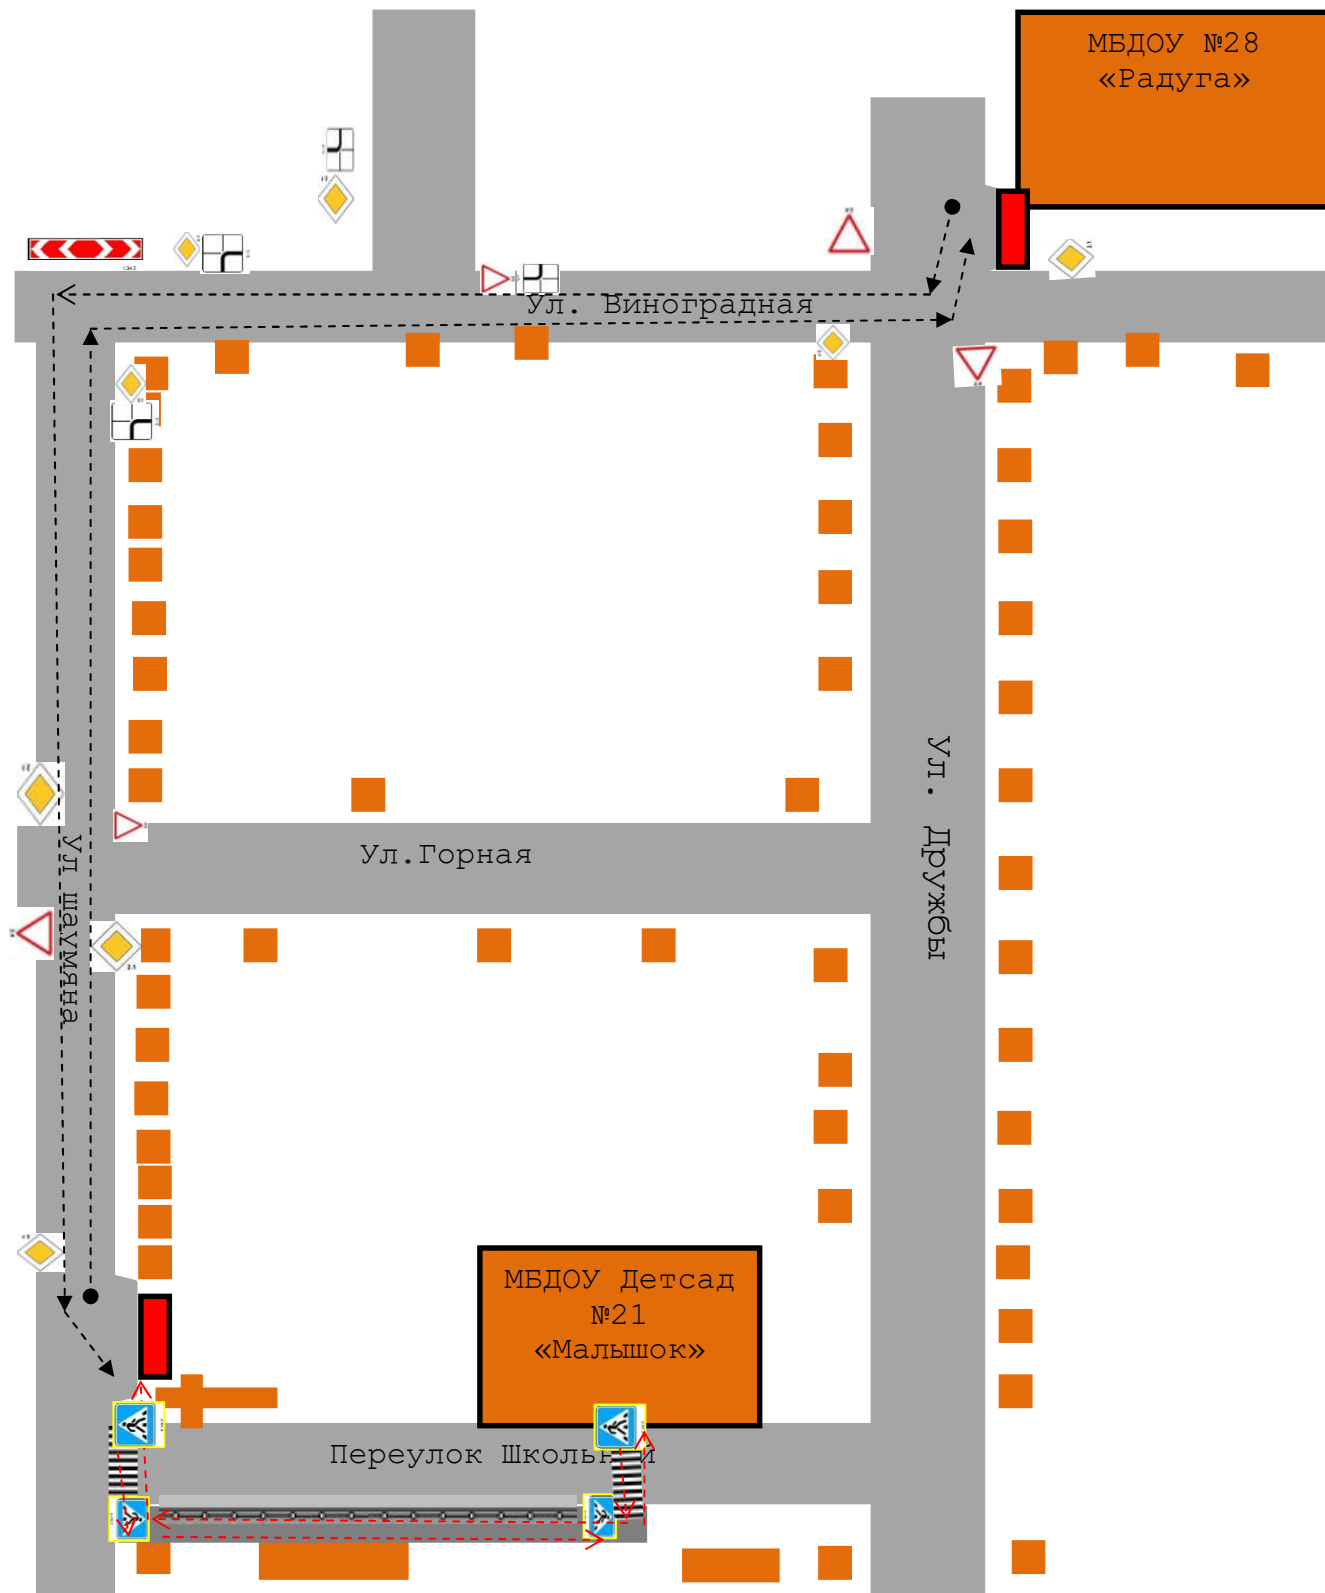 МБДОУ №28
«Радуга»
Ул. Виноградная
Ул.Горная
Ул. Дружбы
Ул шаумяна
МБДОУ Детсад
№21
«Малышок»
Переулок